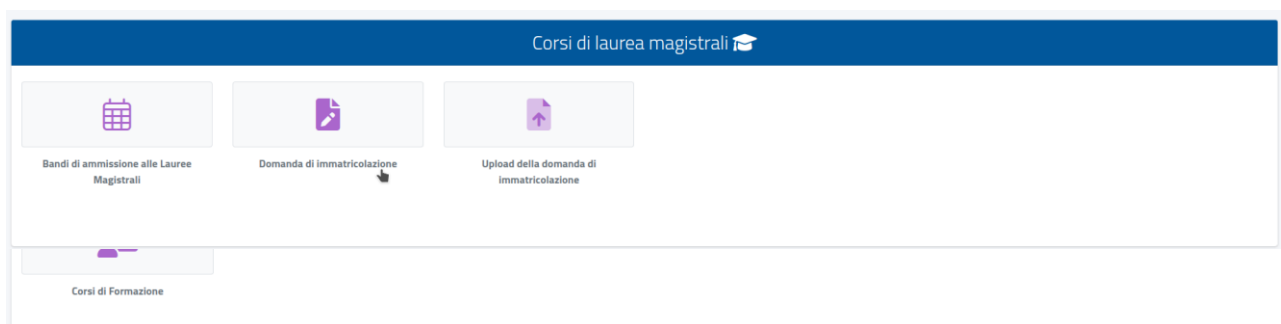 Corsi di laurea magistrali
Bandi di ammissione alle Lauree
Magistrali
Domanda di immatricolazione
Upload della domanda di
immatricolazione
Corsi di Formazione